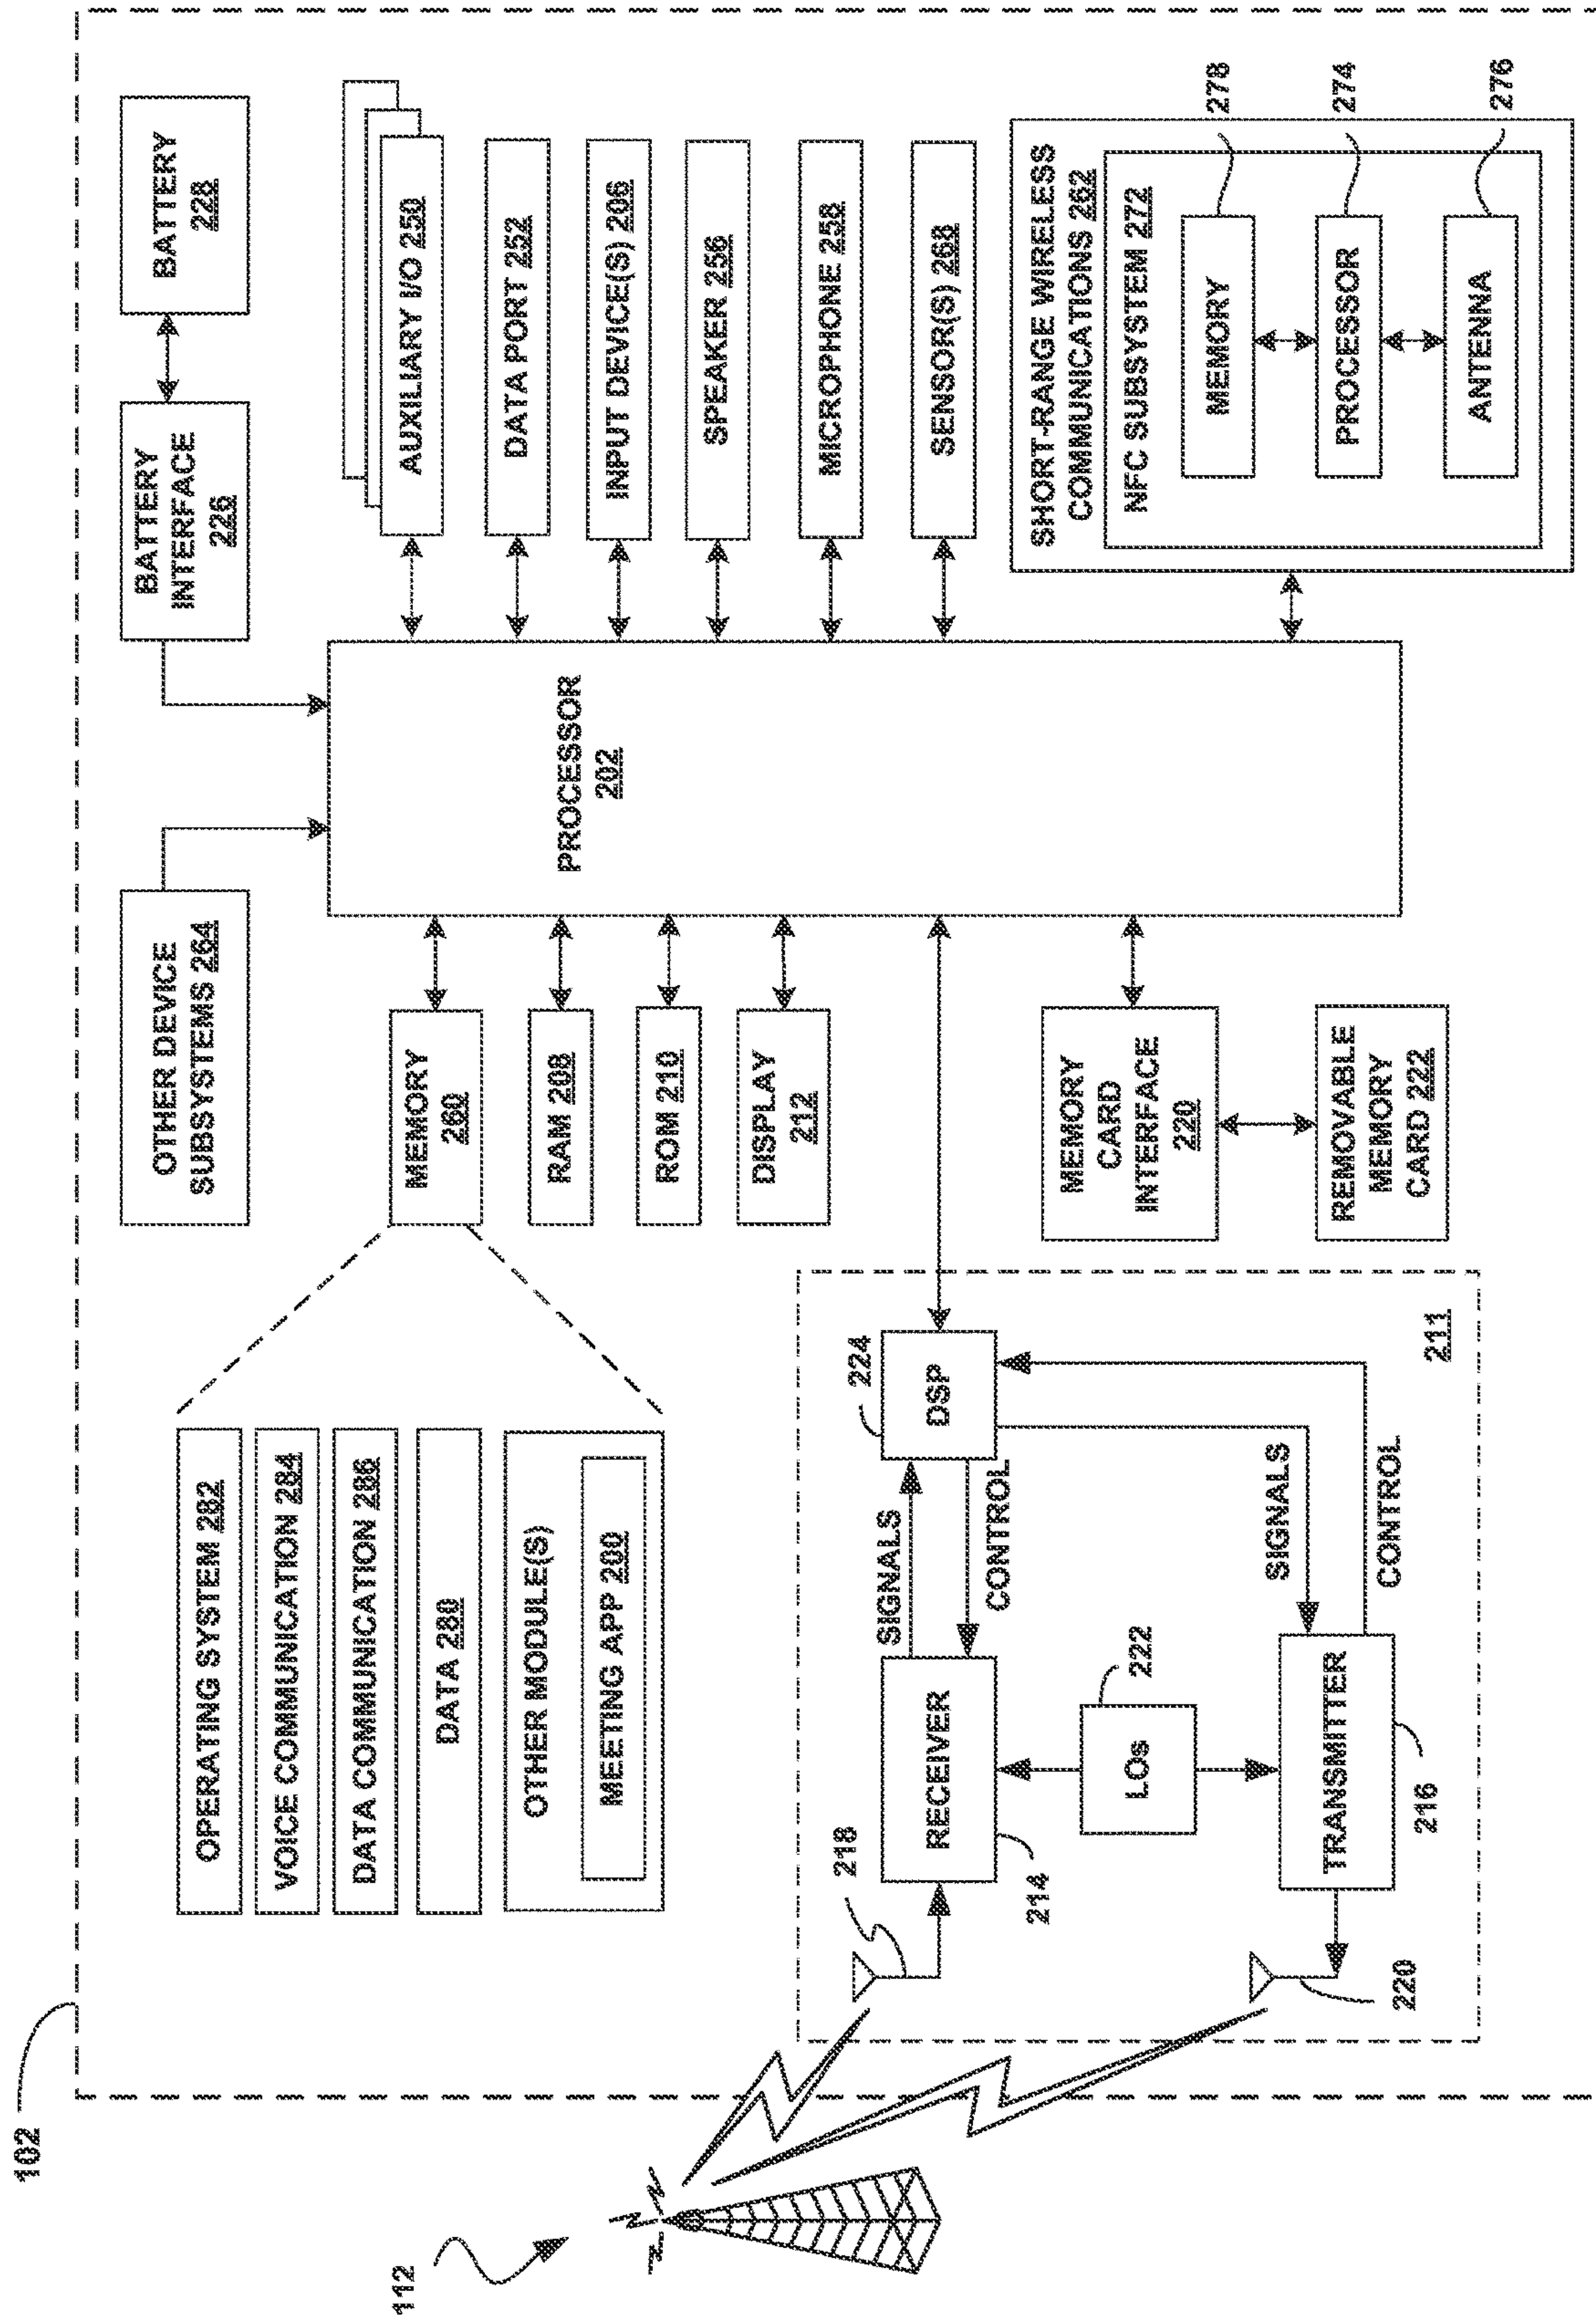 102
112
OTHER DEVICE
SUBSYSTEMS 264
BATTERY
INTERFACE
226
BATTERY
228
OPERATING SYSTEM 282
VOICE COMMUNICATION 284
DATA COMMUNICATION 286
DATA 280
OTHER MODULE(S)
MEETING APP 200
MEMORY
260
RAM 208
ROM 210
DISPLAY
212
PROCESSOR
202
AUXILIARY I/O 250
DATA PORT 252
INPUT DEVICE(S) 206
SPEAKER 256
MICROPHONE 258
SENSOR(S) 268
SHORT-RANGE WIRELESS
COMMUNICATIONS 262
NFC SUBSYSTEM 272
MEMORY
278
PROCESSOR
274
ANTENNA
276
MEMORY
CARD
INTERFACE
220
REMOVABLE
MEMORY
CARD 222
218
RECEIVER
214
SIGNALS
CONTROL
224
DSP
LOs
222
SIGNALS
CONTROL
TRANSMITTER
216
220
211